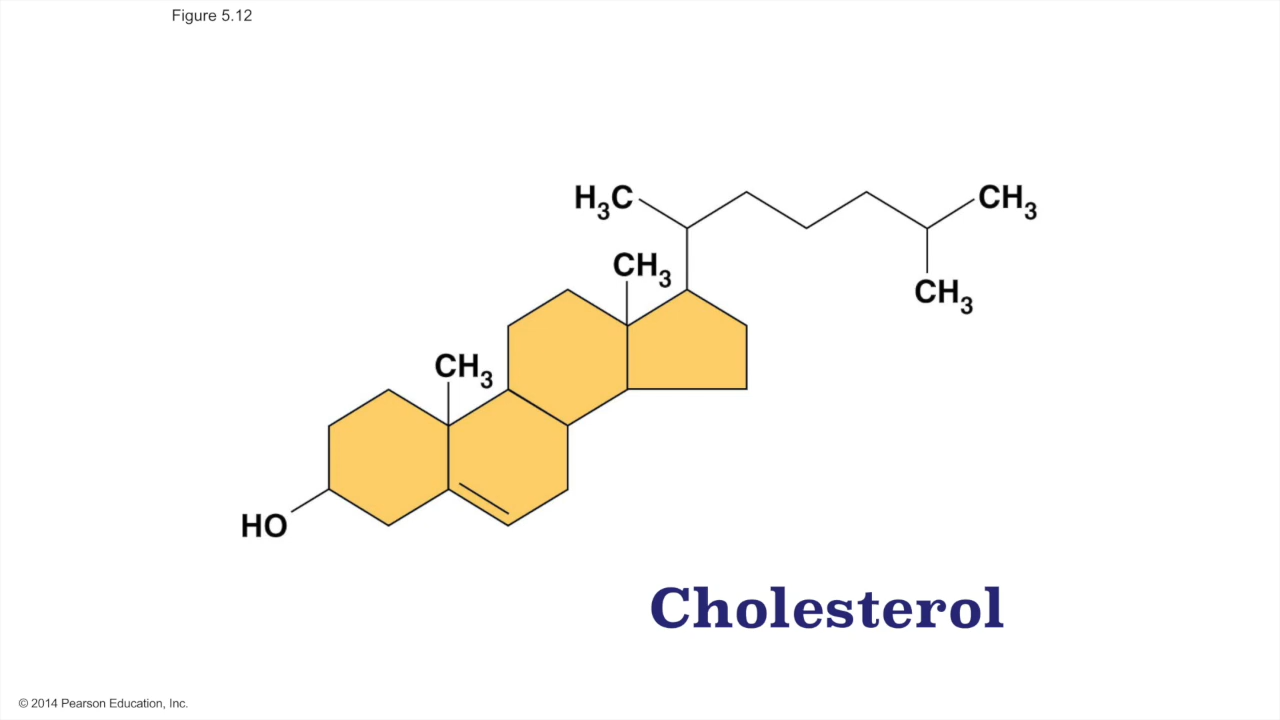 Figure 5.12
H₃C
CH₃
CH₃
CH₃
CH₃
HO
Cholesterol
© 2014 Pearson Education, Inc.